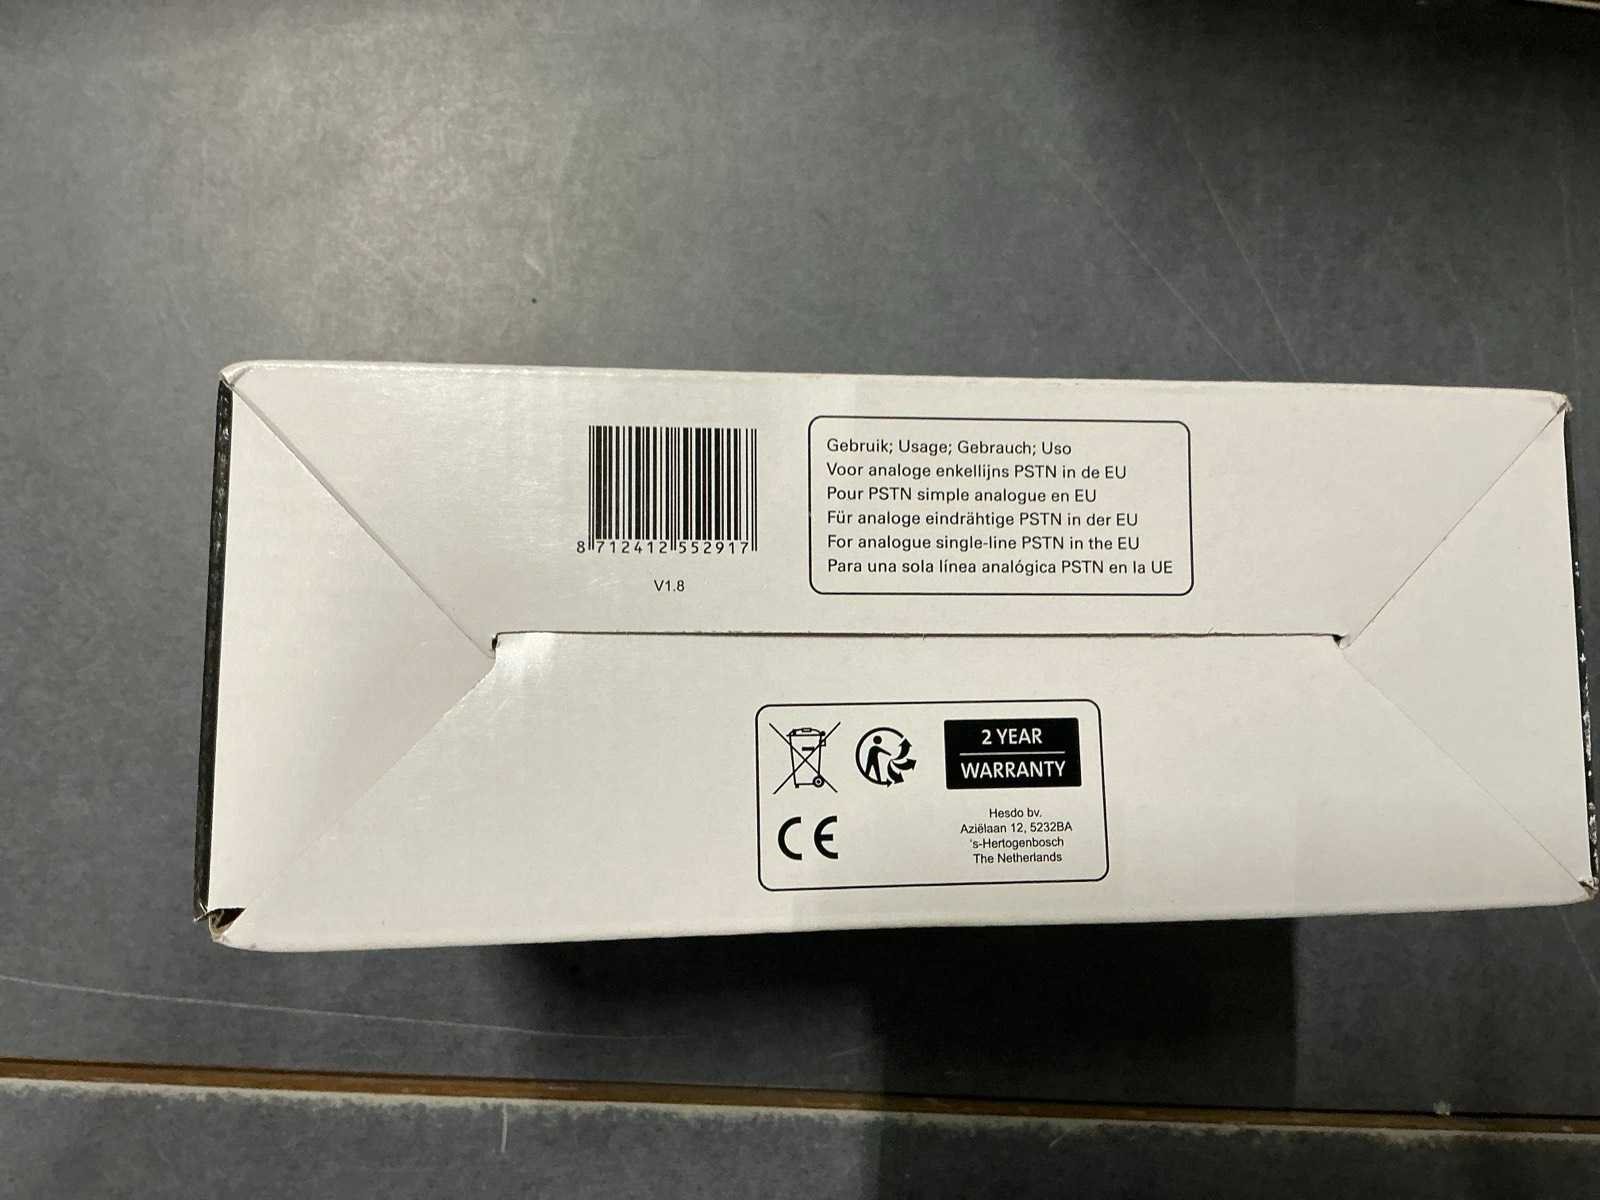 8 712412 552917
V1.8
Gebruik; Usage; Gebrauch; Uso
Voor analoge enkellijns PSTN in de EU
Pour PSTN simple analogue en EU
Für analoge eindrähtige PSTN in der EU
For analogue single-line PSTN in the EU
Para una sola línea analógica PSTN en la UE
2 YEAR
WARRANTY
CE
Hesdo bv.
Aziëlaan 12, 5232BA
's-Hertogenbosch
The Netherlands